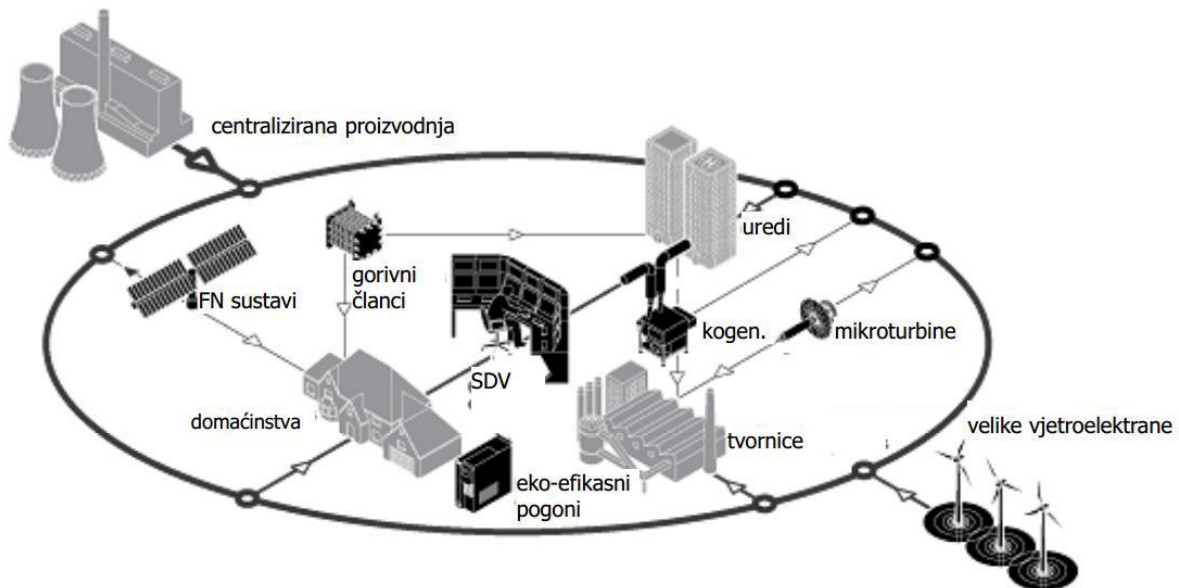 centralizirana proizvodnja
uredi
gorivni
članci
FN sustavi
kogen.
mikroturbine
SDV
domaćinstva
velike vjetroelektrane
tvornice
eko-efikasni
pogoni
H